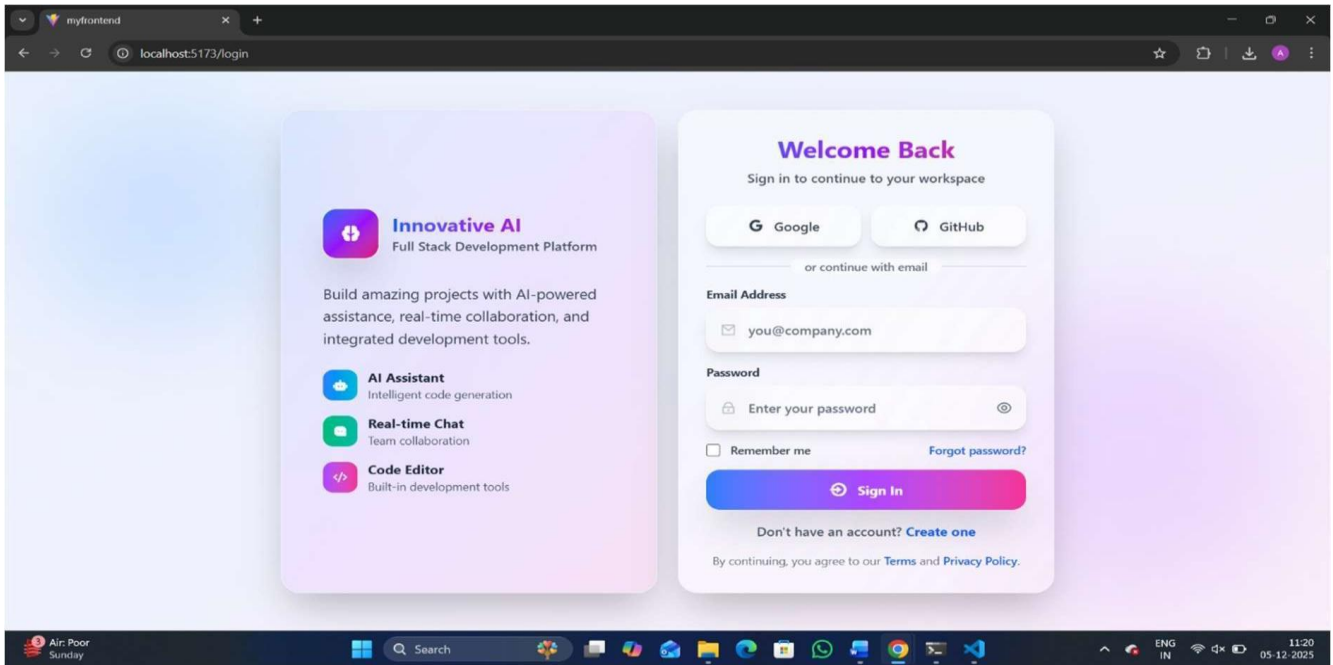 myfrontend
localhost:5173/login
A
Innovative AI
Full Stack Development Platform
Build amazing projects with AI-powered
assistance, real-time collaboration, and
integrated development tools.
AI Assistant
Intelligent code generation
Real-time Chat
Team collaboration
Code Editor
Built-in development tools
Welcome Back
Sign in to continue to your workspace
G Google
GitHub
or continue with email
Email Address
you@company.com
Password
Enter your password
Remember me
Forgot password?
Sign In
Don't have an account? Create one
By continuing, you agree to our Terms and Privacy Policy.
3
Air: Poor
Sunday
Search
ENG
IN
11:20
05-12-2025